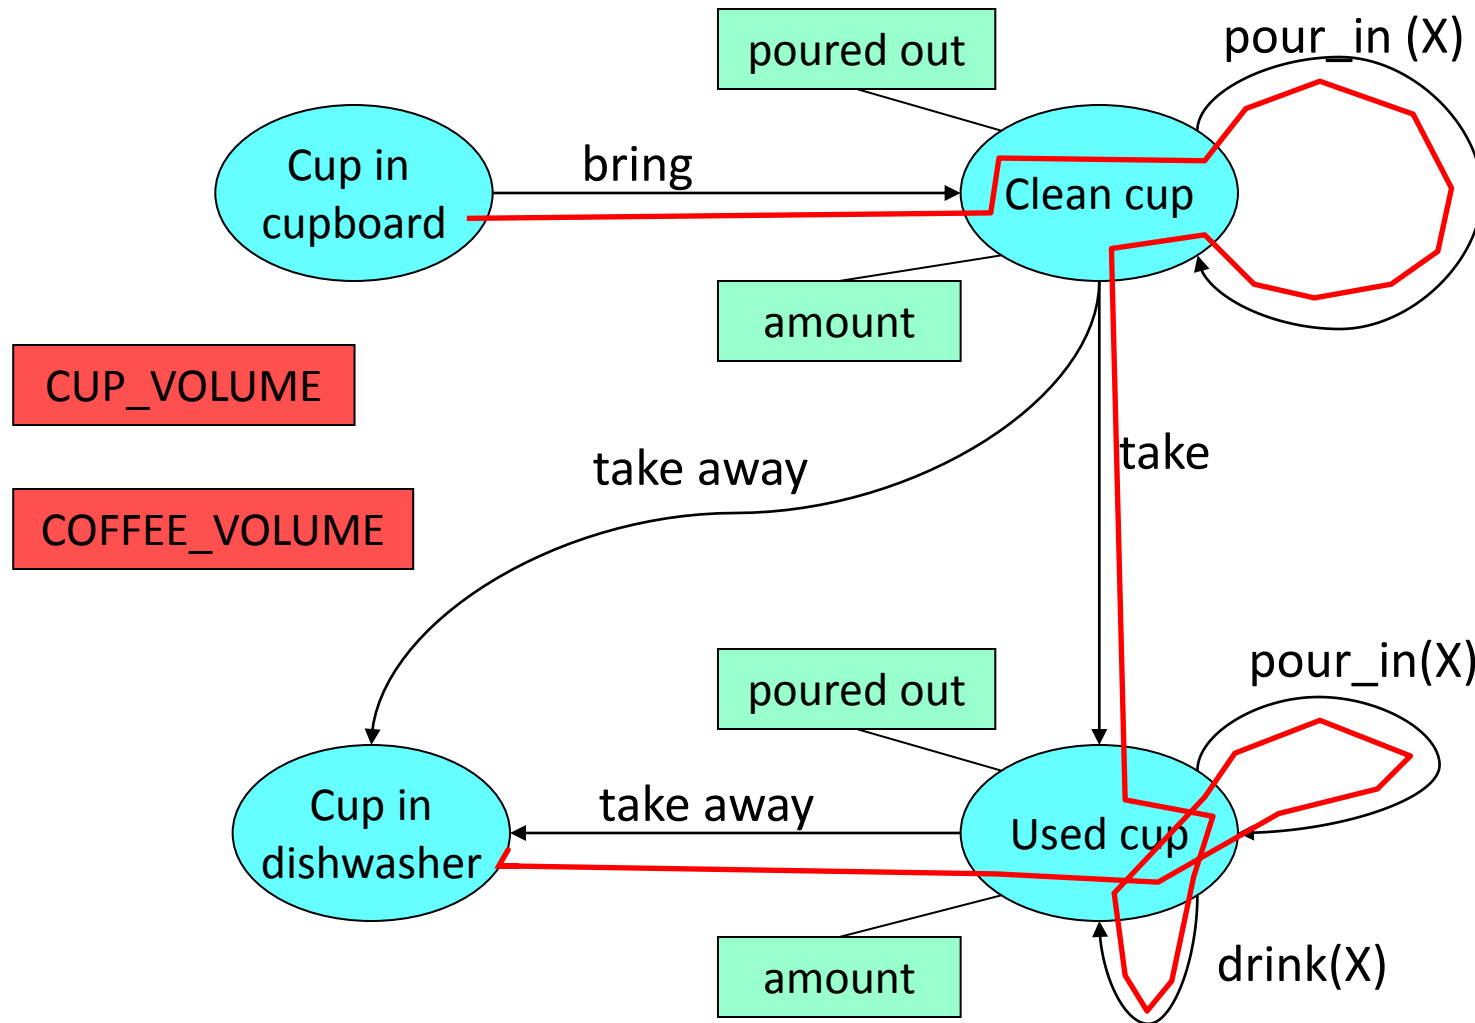 poured out
pour_in (X)
Cup in
cupboard
bring
Clean cup
amount
CUP_VOLUME
take away
take
COFFEE_VOLUME
poured out
pour_in(X)
Cup in
dishwasher
take away
Used cup
amount
drink(X)